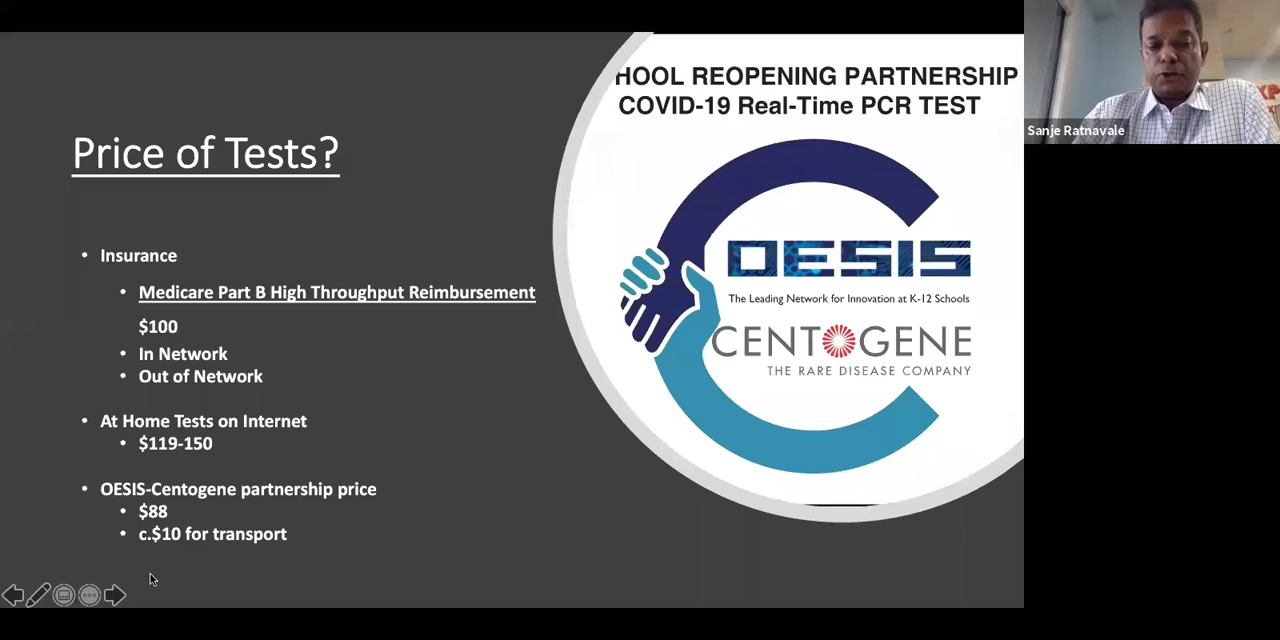 Price of Tests?
• Insurance
• Medicare Part B High Throughput Reimbursement
$100
• In Network
• Out of Network
• At Home Tests on Internet
• $119-150
• OESIS-Centogene partnership price
• $88
• c.$10 for transport
HOOL REOPENING PARTNERSHIP
COVID-19 Real-Time PCR TEST
OESIS
The Leading Network for Innovation at K-12 Schools
CENTOGENE
THE RARE DISEASE COMPANY
Sanje Ratnavale